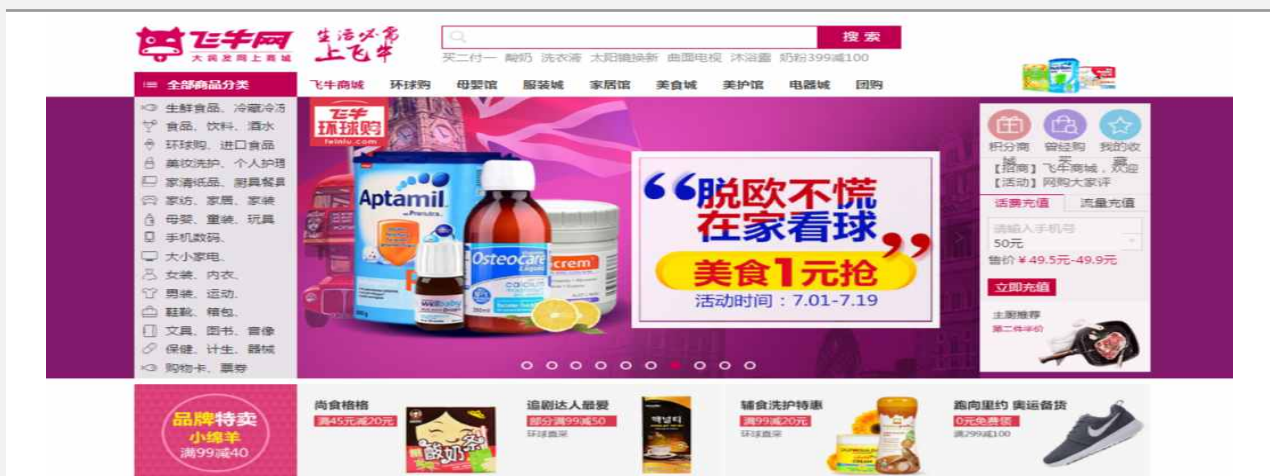 飞牛网
大润发网上商城
生活必需
上飞牛
搜索
买二付一 酸奶 洗衣液 太阳镜换新 曲面电视 沐浴露 奶粉399减100
全部商品分类
飞牛商城 环球购 母婴馆 服装城 家居馆 美食城 美护馆 电器城 团购
生鲜食品、冷藏冷冻
食品、饮料、酒水
环球购、进口食品
美妆洗护、个人护理
家清纸品、厨具餐具
家访、家居、家装
母婴、童装、玩具
手机数码、
大小家电、
女装、内衣、
男装、运动、
鞋靴、箱包、
文具、图书、音像
保健、计生、器械
购物卡、票券
飞牛
环球购
feiniu.com
Aptamil
Pronutra
Osteocare
Liquid
calcium
wellbaby
crem
“脱欧不慌
在家看球”
美食1元抢
活动时间：7.01-7.19
积分商城
曾经购买
我的收藏
【招商】飞牛商城，欢迎
【活动】网购大家评
话费充值 流量充值
请输入手机号
50元
售价￥49.5元-49.9元
立即充值
主厨推荐
第二件半价
品牌特卖
小绵羊
满99减40
尚食格格
满45元减20元
酸奶条
追剧达人最爱
部分满99减50
环球直采
辅食洗护特惠
满99减20元
环球直采
跑向里约 奥运备货
0元免费领
满299减100